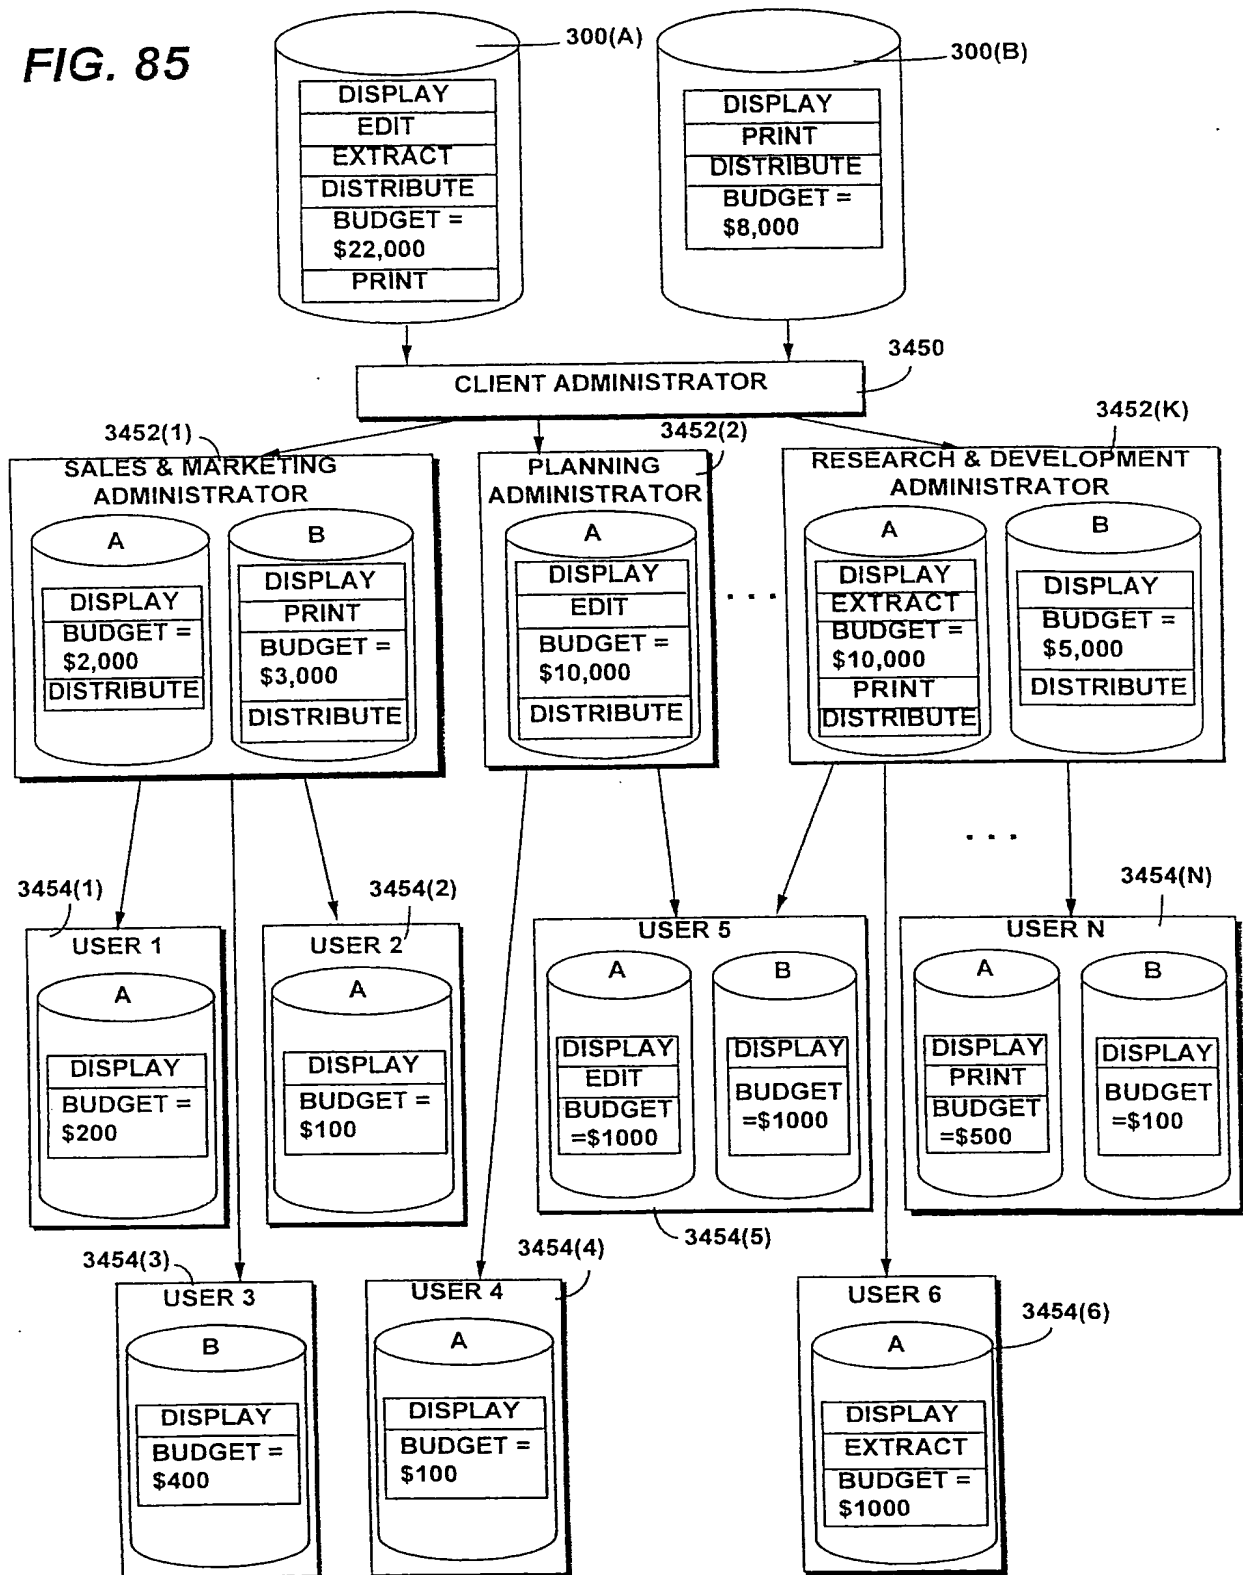 FIG. 85
300(A)
300(B)
DISPLAY
EDIT
EXTRACT
DISTRIBUTE
BUDGET =
$22,000
PRINT
DISPLAY
PRINT
DISTRIBUTE
BUDGET =
$8,000
3450
CLIENT ADMINISTRATOR
3452(1)
3452(2)
3452(K)
SALES & MARKETING
ADMINISTRATOR
A
DISPLAY
BUDGET =
$2,000
DISTRIBUTE
B
DISPLAY
PRINT
BUDGET =
$3,000
DISTRIBUTE
PLANNING
ADMINISTRATOR
A
DISPLAY
EDIT
BUDGET =
$10,000
DISTRIBUTE
. . .
RESEARCH & DEVELOPMENT
ADMINISTRATOR
A
DISPLAY
EXTRACT
BUDGET =
$10,000
PRINT
DISTRIBUTE
B
DISPLAY
BUDGET =
$5,000
DISTRIBUTE
. . .
3454(1)
USER 1
A
DISPLAY
BUDGET =
$200
3454(2)
USER 2
A
DISPLAY
BUDGET =
$100
USER 5
A
DISPLAY
EDIT
BUDGET
=$1000
B
DISPLAY
BUDGET
=$1000
3454(5)
3454(N)
USER N
A
DISPLAY
PRINT
BUDGET
=$500
B
DISPLAY
BUDGET
=$100
3454(3)
USER 3
B
DISPLAY
BUDGET =
$400
3454(4)
USER 4
A
DISPLAY
BUDGET =
$100
USER 6
3454(6)
A
DISPLAY
EXTRACT
BUDGET =
$1000